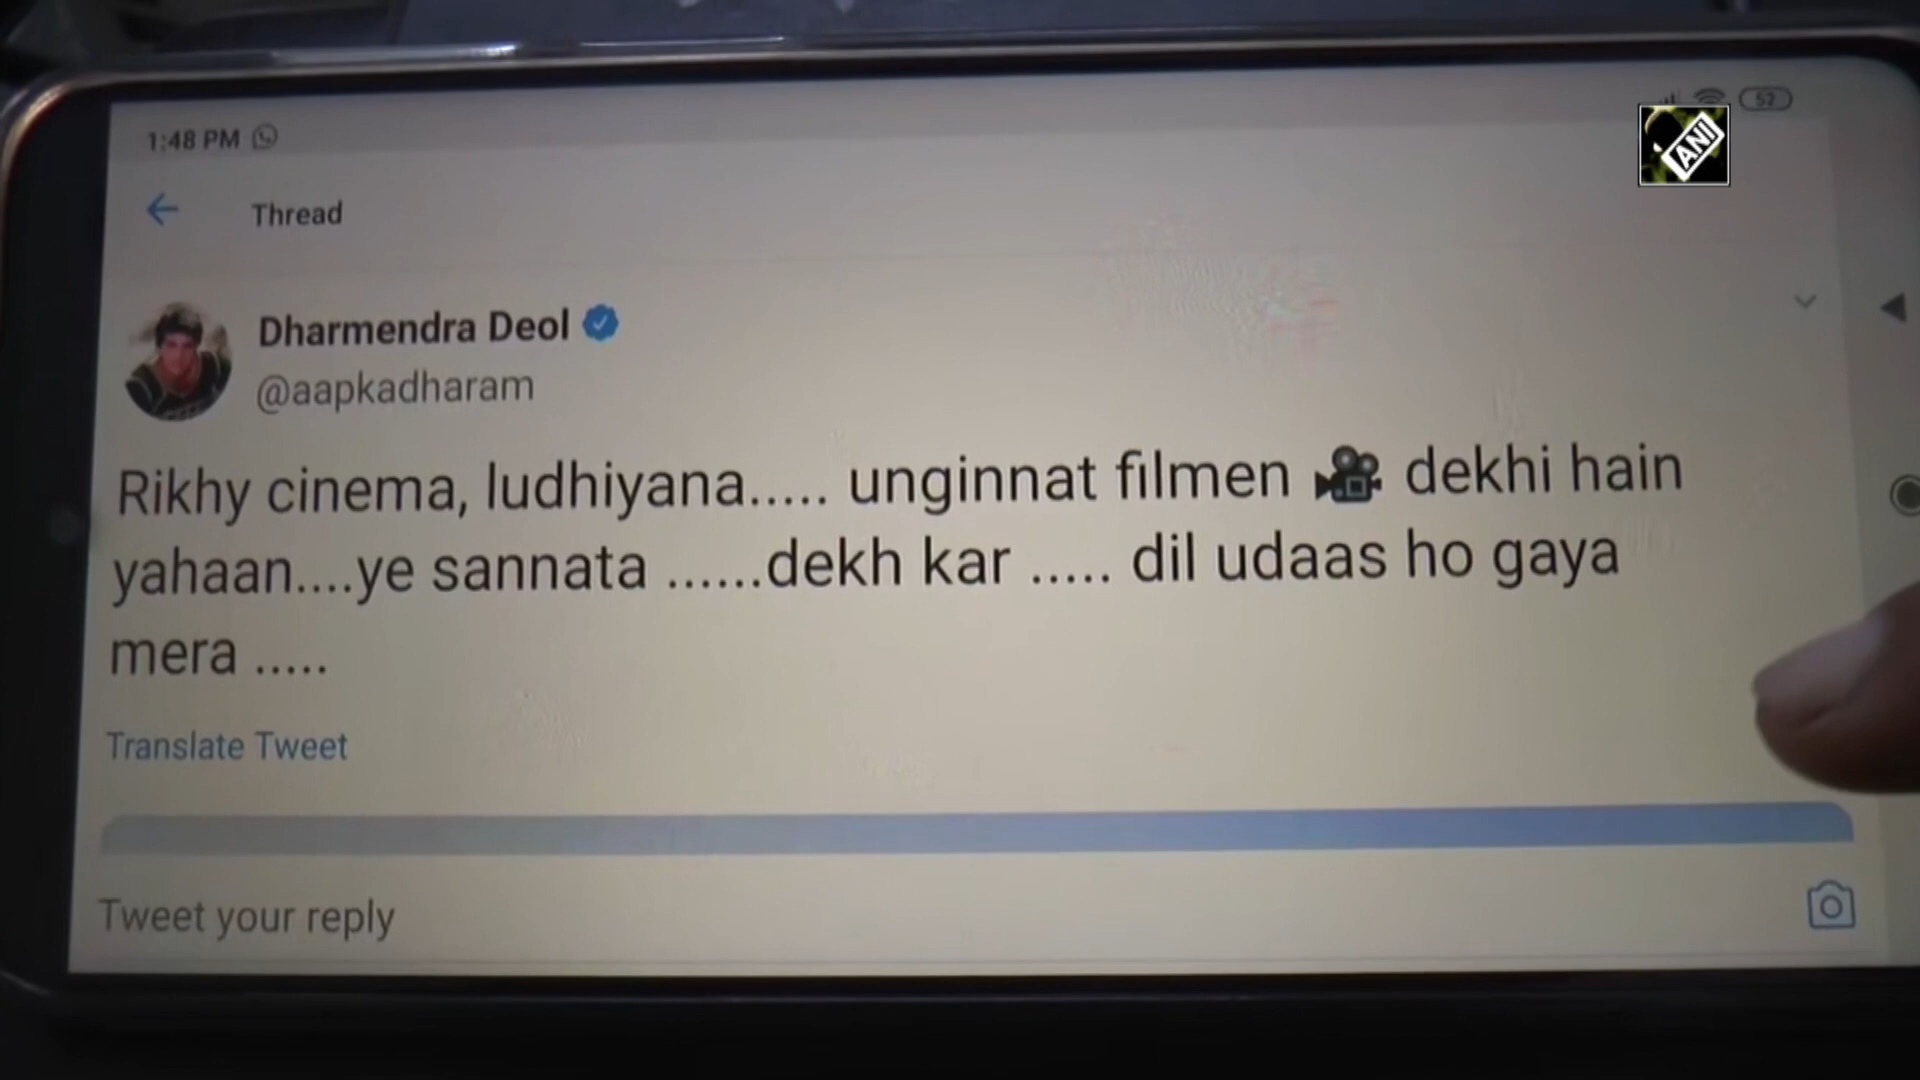 1:48 PM
52
ANI
Thread
Dharmendra Deol
@aapkadharam
Rikhy cinema, ludhiyana..... unginnat filmen 🎥 dekhi hain
yahaan....ye sannata ......dekh kar ..... dil udaas ho gaya
mera .....
Translate Tweet
Tweet your reply